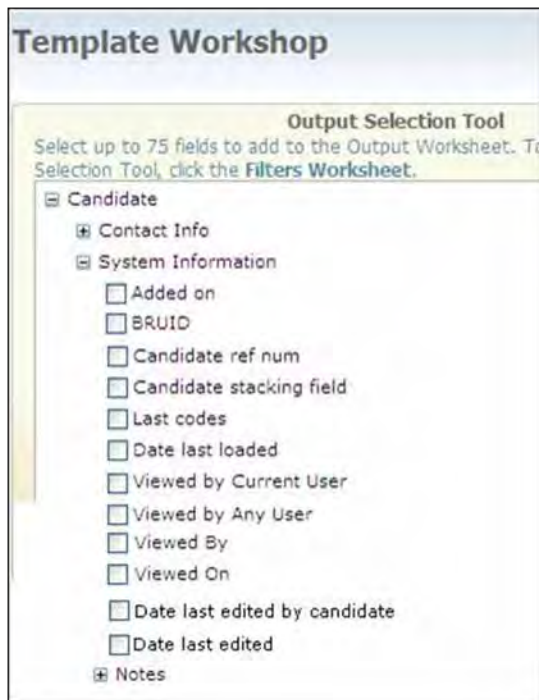 Template Workshop
Output Selection Tool
Select up to 75 fields to add to the Output Worksheet. To
Selection Tool, click the Filters Worksheet.
Candidate
Contact Info
System Information
Added on
BRUID
Candidate ref num
Candidate stacking field
Last codes
Date last loaded
Viewed by Current User
Viewed by Any User
Viewed By
Viewed On
Date last edited by candidate
Date last edited
Notes